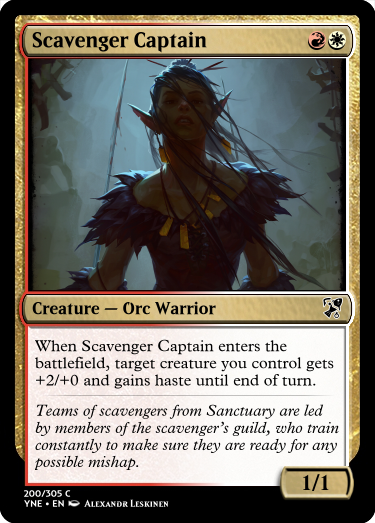 Scavenger Captain
Creature — Orc Warrior
When Scavenger Captain enters the
battlefield, target creature you control gets
+2/+0 and gains haste until end of turn.
Teams of scavengers from Sanctuary are led
by members of the scavenger's guild, who train
constantly to make sure they are ready for any
possible mishap.
1/1
200/305 C
YNE • EN Alexandr Leskinen